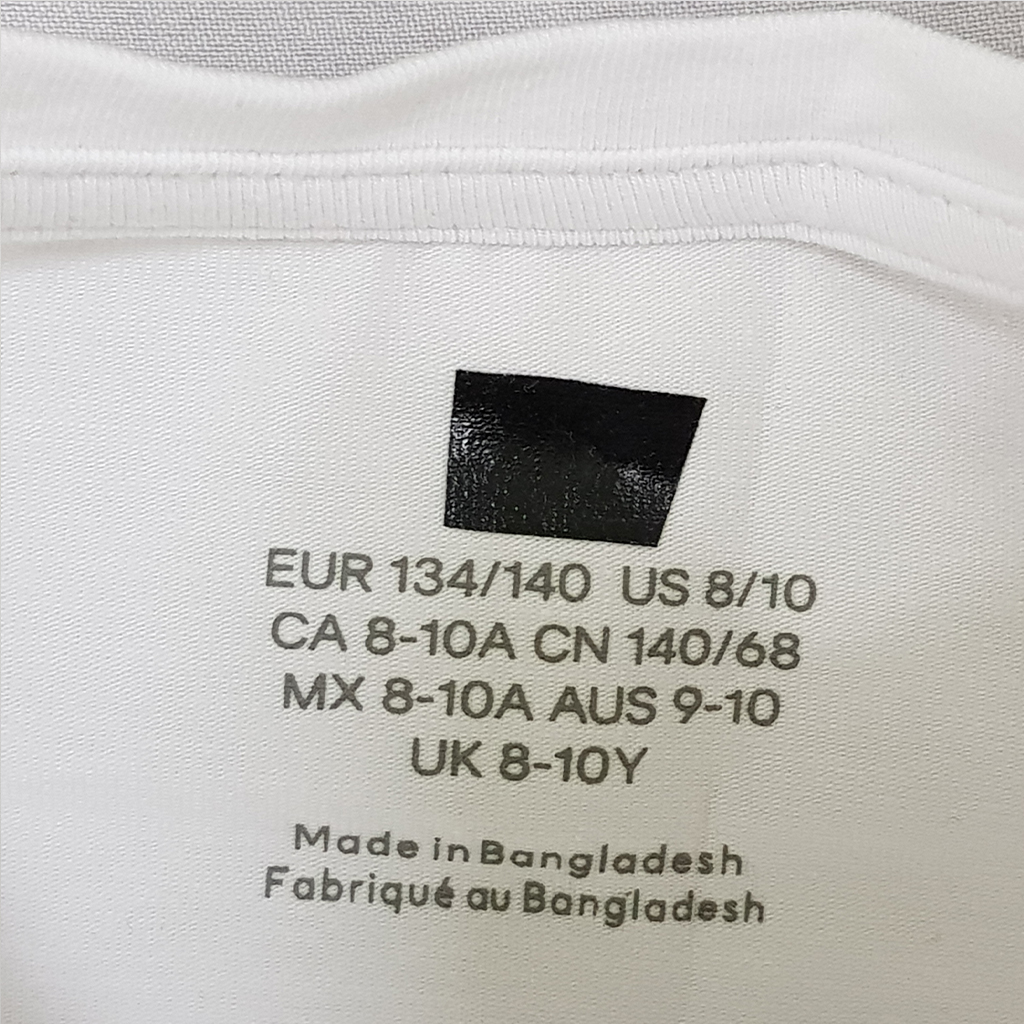 EUR 134/140 US 8/10
CA 8-10A CN 140/68
MX 8-10A AUS 9-10
UK 8-10Y
Made in Bangladesh
Fabriqué au Bangladesh